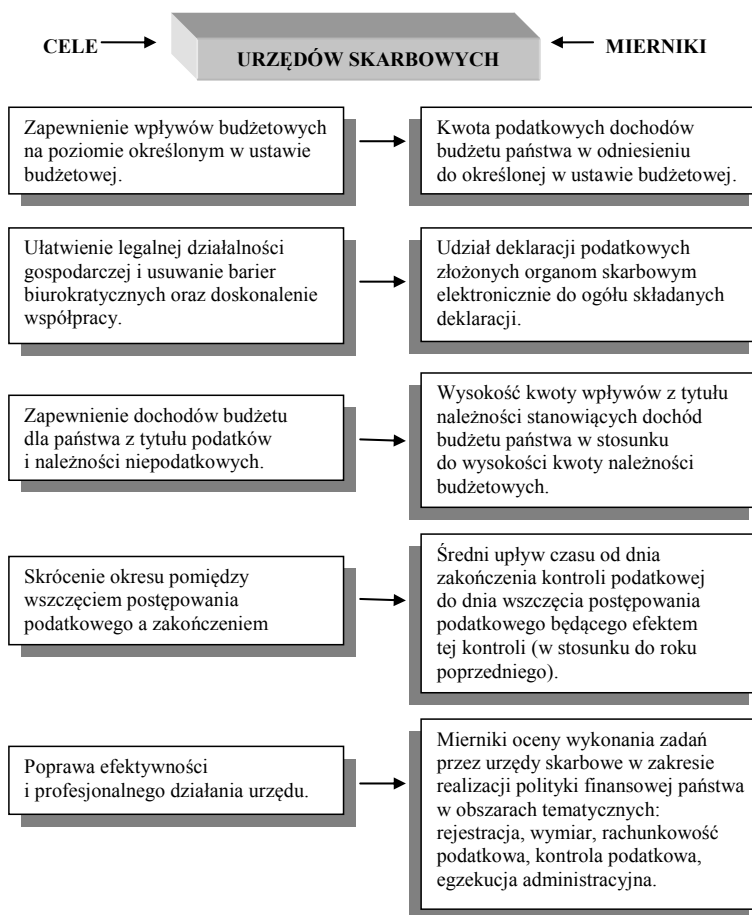 CELE
URZĘDÓW SKARBOWYCH
MIERNIKI
Zapewnienie wpływów budżetowych
na poziomie określonym w ustawie
budżetowej.
Kwota podatkowych dochodów
budżetu państwa w odniesieniu
do określonej w ustawie budżetowej.
Ułatwienie legalnej działalności
gospodarczej i usuwanie barier
biurokratycznych oraz doskonalenie
współpracy.
Udział deklaracji podatkowych
złożonych organom skarbowym
elektronicznie do ogółu składanych
deklaracji.
Zapewnienie dochodów budżetu
dla państwa z tytułu podatków
i należności niepodatkowych.
Wysokość kwoty wpływów z tytułu
należności stanowiących dochód
budżetu państwa w stosunku
do wysokości kwoty należności
budżetowych.
Skrócenie okresu pomiędzy
wszczęciem postępowania
podatkowego a zakończeniem
Średni upływ czasu od dnia
zakończenia kontroli podatkowej
do dnia wszczęcia postępowania
podatkowego będącego efektem
tej kontroli (w stosunku do roku
poprzedniego).
Poprawa efektywności
i profesjonalnego działania urzędu.
Mierniki oceny wykonania zadań
przez urzędy skarbowe w zakresie
realizacji polityki finansowej państwa
w obszarach tematycznych:
rejestracja, wymiar, rachunkowość
podatkowa, kontrola podatkowa,
egzekucja administracyjna.